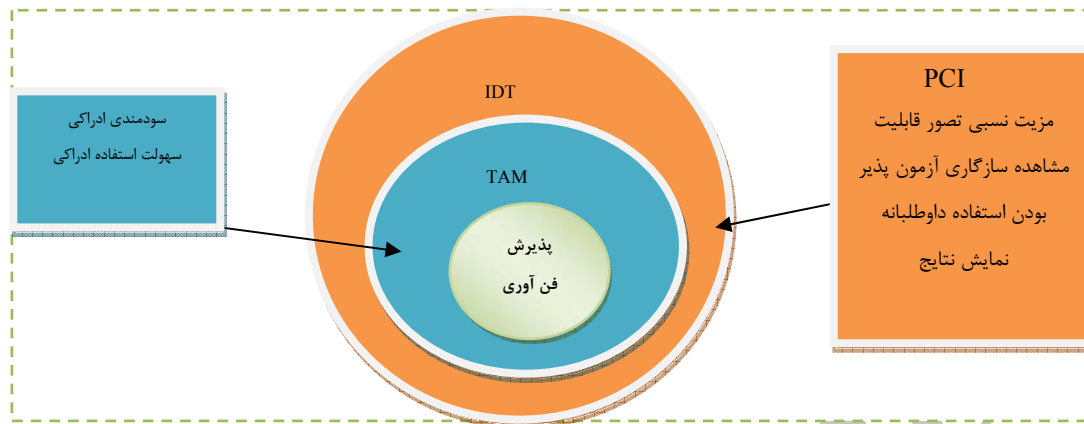 IDT
TAM
پذیرش
فن آوری
سودمندی ادراکی
سهولت استفاده ادراکی
PCI
مزیت نسبی تصور قابلیت
مشاهده سازگاری آزمون پذیر
بودن استفاده داوطلبانه
نمایش نتایج